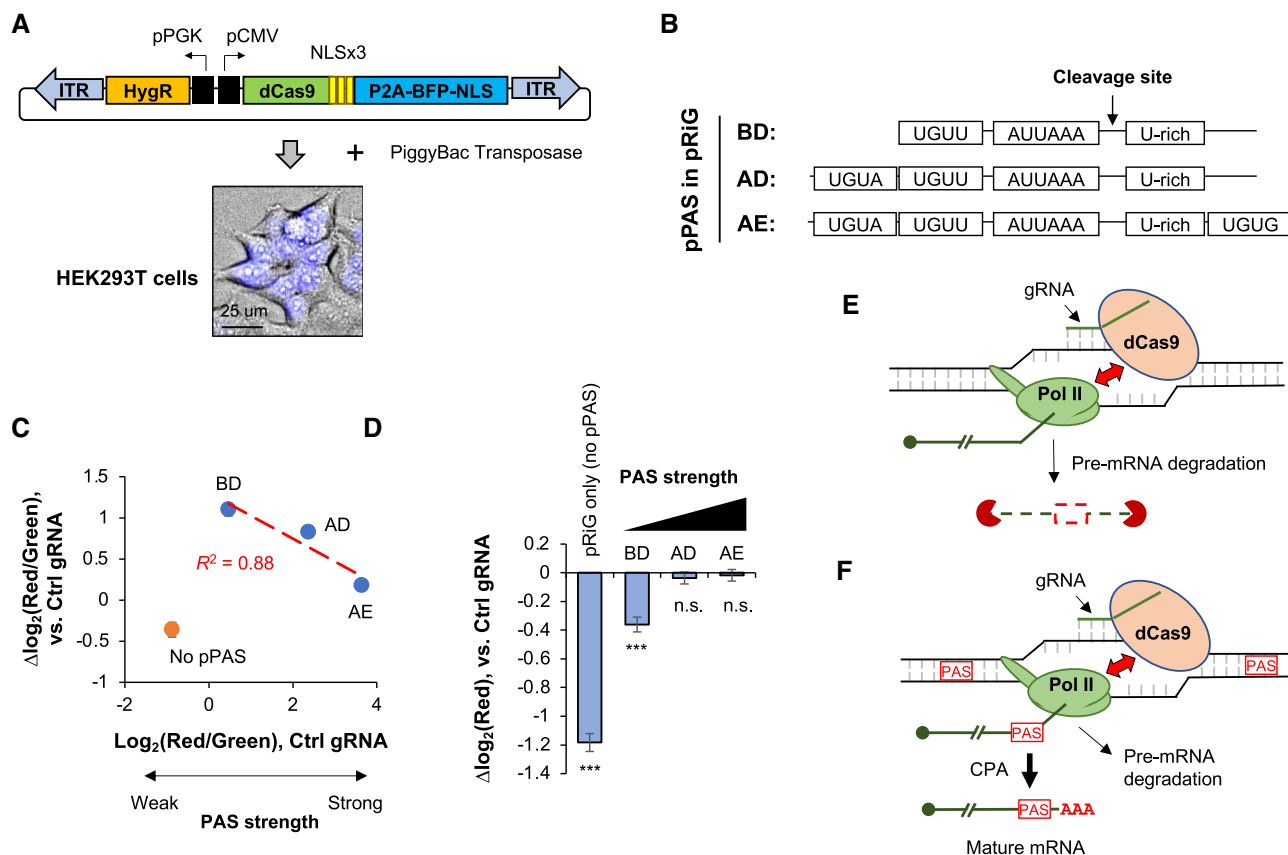 A
pPGK
pCMV
NLSx3
ITR
HygR
dCas9
P2A-BFP-NLS
ITR
+
PiggyBac Transposase
HEK293T cells
25 um
B
Cleavage site
pPAS in pRiG
BD:
UGUU
AUUAAA
U-rich
AD:
UGUA
UGUU
AUUAAA
U-rich
AE:
UGUA
UGUU
AUUAAA
U-rich
UGUG
C
Δlog2(Red/Green),
vs. Ctrl gRNA
1.5
1
0.5
0
-0.5
-1
BD
AD
AE
R² = 0.88
No pPAS
-2
0
2
4
Log2(Red/Green), Ctrl gRNA
Weak
Strong
PAS strength
D
pRiG only (no pPAS)
PAS strength
BD
AD
AE
Δlog2(Red), vs. Ctrl gRNA
0.2
0
-0.2
-0.4
-0.6
-0.8
-1
-1.2
-1.4
n.s.
n.s.
***
***
E
gRNA
dCas9
Pol II
Pre-mRNA degradation
F
gRNA
dCas9
PAS
Pol II
PAS
PAS
CPA
Pre-mRNA
degradation
PAS
AAA
Mature mRNA